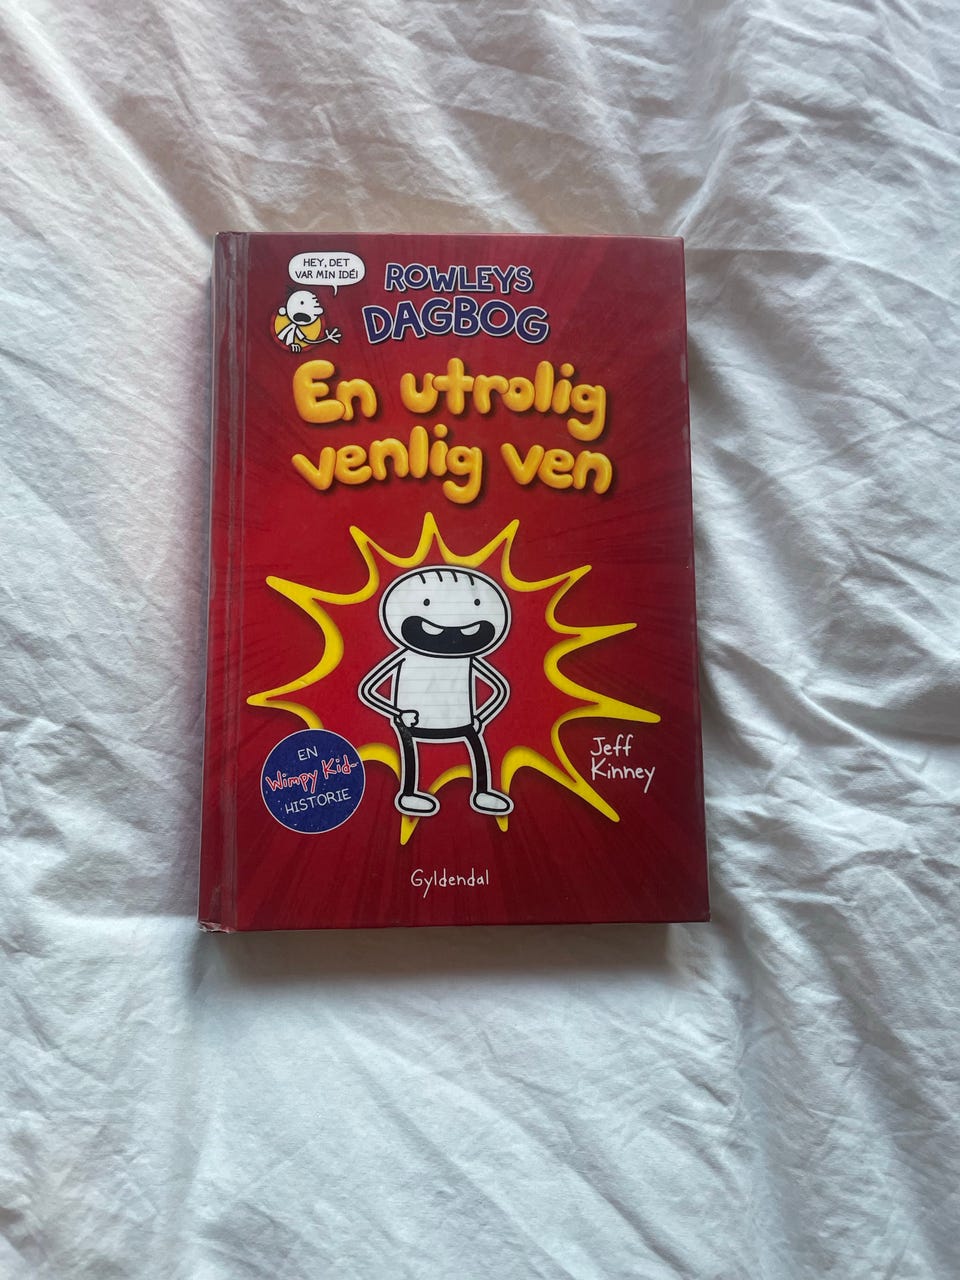 HEY, DET
VAR MIN IDÉ!
ROWLEYS
DAGBOG
En utrolig
venlig ven
Jeff
Kinney
EN
Wimpy Kid-
HISTORIE
Gyldendal